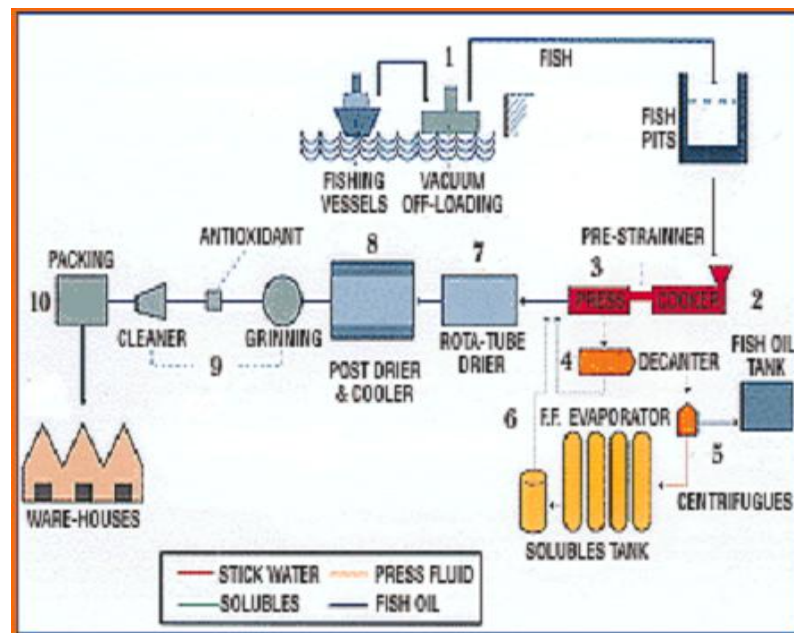 1
FISH
FISH
PITS
FISHING
VESSELS
VACUUM
OFF-LOADING
PRE-STRAINNER
ANTIOXIDANT
PACKING
8
7
3
10
PRESS
COOKER
2
CLEANER
GRINNING
9
POST DRIER
& COOLER
ROTA-TUBE
DRIER
4
DECANTER
FISH OIL
TANK
6
F.F. EVAPORATOR
5
CENTRIFUGUES
WARE-HOUSES
SOLUBLES TANK
STICK WATER
PRESS FLUID
SOLUBLES
FISH OIL